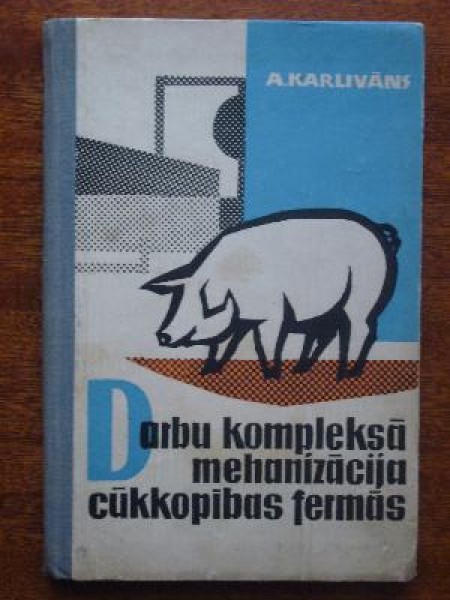 A.KARLIVĀNS
Darbu kompleksā
mehanizācija
cūkkopības fermās